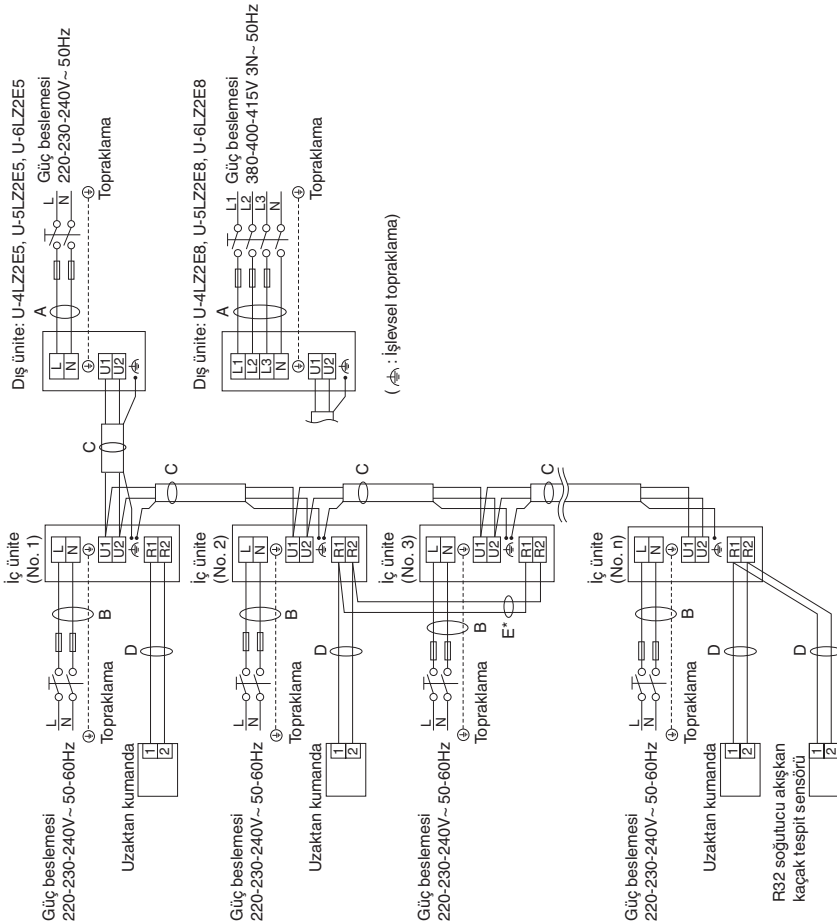 Dış ünite: U-4LZ2E5, U-5LZ2E5, U-6LZ2E5
Güç beslemesi
220-230-240V~ 50Hz
L
N
Topraklama
A
L
N
U1
U2
C
Dış ünite: U-4LZ2E8, U-5LZ2E8, U-6LZ2E8
Güç beslemesi
380-400-415V 3N~ 50Hz
L1
L2
L3
N
Topraklama
A
L1
L2
L3
N
U1
U2
( : İşlevsel topraklama)
İç ünite
(No. 1)
L
N
U1
U2
R1
R2
B
L
N
Topraklama
Güç beslemesi
220-230-240V~ 50-60Hz
D
Uzaktan kumanda
1
2
C
İç ünite
(No. 2)
L
N
U1
U2
R1
R2
B
L
N
Topraklama
Güç beslemesi
220-230-240V~ 50-60Hz
D
Uzaktan kumanda
1
2
C
İç ünite
(No. 3)
L
N
U1
U2
R1
R2
B
E*
L
N
Topraklama
Güç beslemesi
220-230-240V~ 50-60Hz
C
İç ünite
(No. n)
L
N
U1
U2
R1
R2
B
L
N
Topraklama
Güç beslemesi
220-230-240V~ 50-60Hz
D
Uzaktan kumanda
1
2
D
R32 soğutucu akışkan
kaçak tespit sensörü
1
2